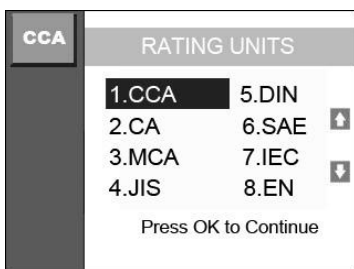 CCA
RATING UNITS
1.CCA 5.DIN
2.CA 6.SAE
3.MCA 7.IEC
4.JIS 8.EN
Press OK to Continue